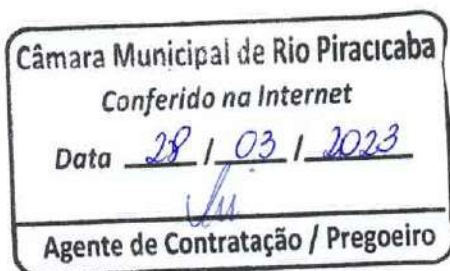 Câmara Municipal de Rio Piracicaba
Conferido na Internet
Data 28 / 03 / 2023
Agente de Contratação / Pregoeiro